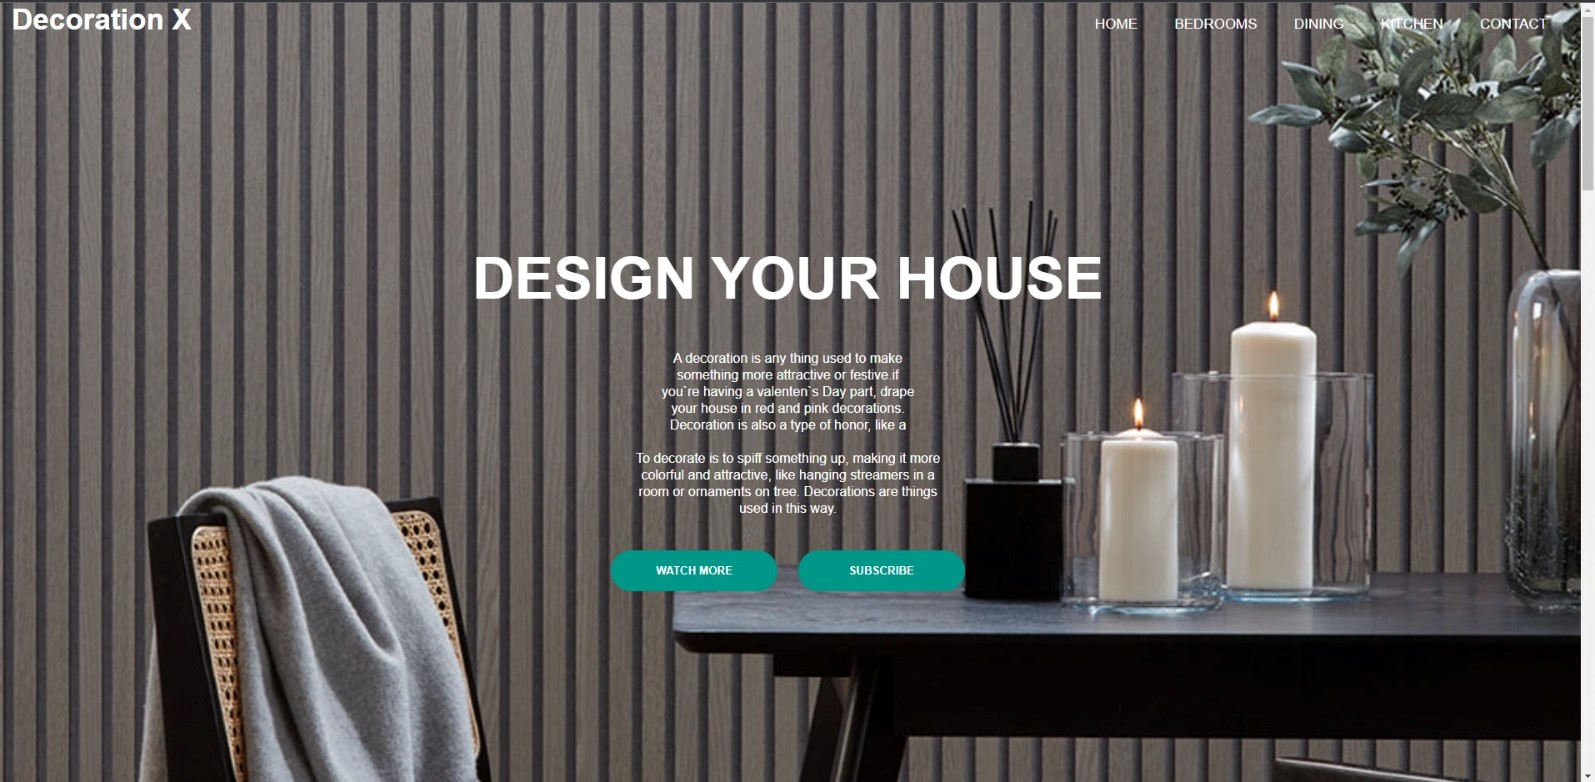 Decoration X
HOME BEDROOMS DINING KITCHEN CONTACT
DESIGN YOUR HOUSE
A decoration is any thing used to make
something more attractive or festive.if
you`re having a valenten`s Day part, drape
your house in red and pink decorations.
Decoration is also a type of honor, like a
To decorate is to spiff something up, making it more
colorful and attractive, like hanging streamers in a
room or ornaments on tree. Decorations are things
used in this way.
WATCH MORE SUBSCRIBE